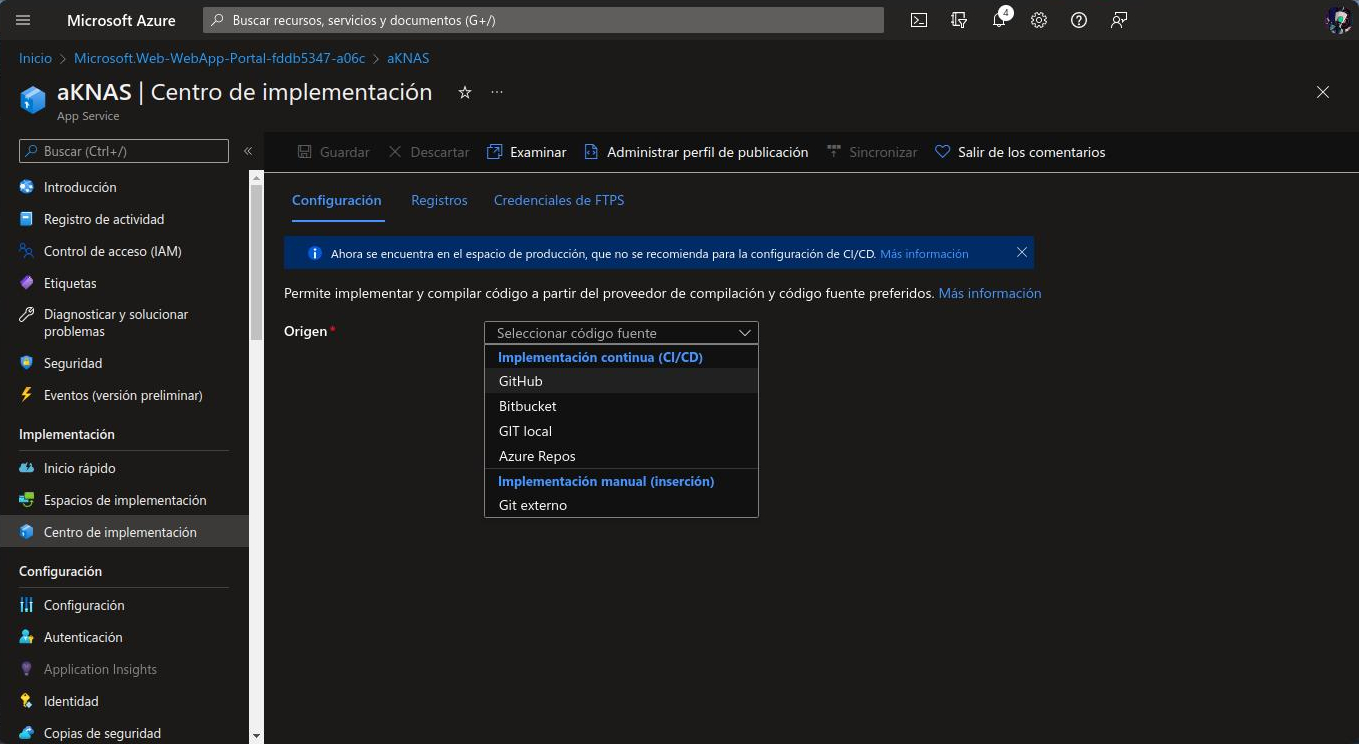 Microsoft Azure
Buscar recursos, servicios y documentos (G+/)
4
Inicio > Microsoft.Web-WebApp-Portal-fddb5347-a06c > aKNAS
aKNAS | Centro de implementación
App Service
Buscar (Ctrl+/)
Introducción
Registro de actividad
Control de acceso (IAM)
Etiquetas
Diagnosticar y solucionar
problemas
Seguridad
Eventos (versión preliminar)
Implementación
Inicio rápido
Espacios de implementación
Centro de implementación
Configuración
Configuración
Autenticación
Application Insights
Identidad
Copias de seguridad
Guardar Descartar Examinar Administrar perfil de publicación Sincronizar Salir de los comentarios
Configuración Registros Credenciales de FTPS
Ahora se encuentra en el espacio de producción, que no se recomienda para la configuración de CI/CD. Más información
Permite implementar y compilar código a partir del proveedor de compilación y código fuente preferidos. Más información
Origen * Seleccionar código fuente
Implementación continua (CI/CD)
GitHub
Bitbucket
GIT local
Azure Repos
Implementación manual (inserción)
Git externo